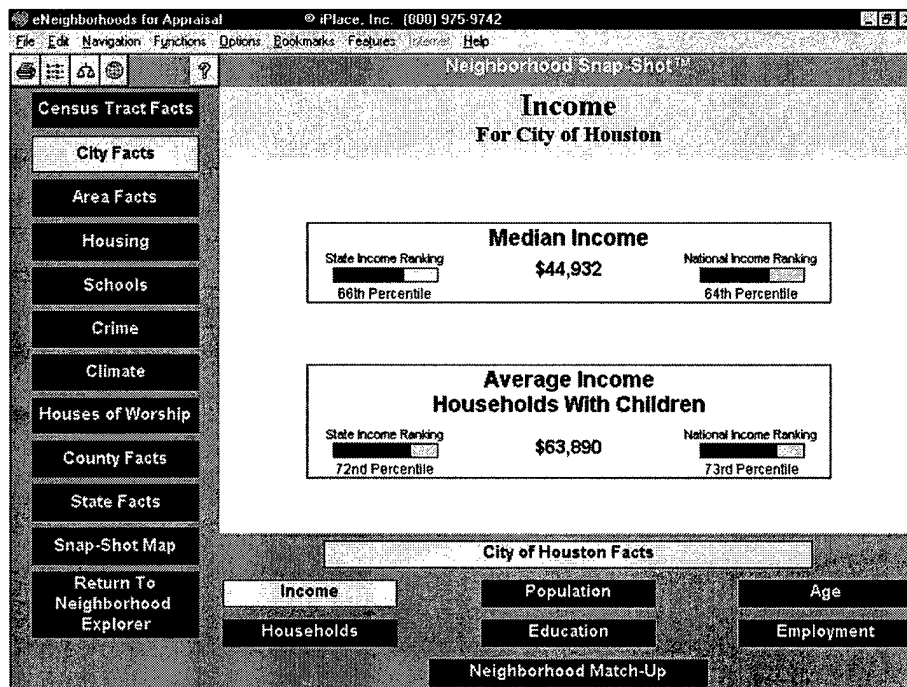 eNeighborhoods for Appraisal © iPlace, Inc. (800) 975-9742
File Edit Navigation Functions Options Bookmarks Features Internet Help
?
Neighborhood Snap-Shot™
Census Tract Facts
City Facts
Area Facts
Housing
Schools
Crime
Climate
Houses of Worship
County Facts
State Facts
Snap-Shot Map
Return To
Neighborhood
Explorer
Income
For City of Houston
Median Income
State Income Ranking
$44,932
National Income Ranking
66th Percentile
64th Percentile
Average Income
Households With Children
State Income Ranking
$63,890
National Income Ranking
72nd Percentile
73rd Percentile
City of Houston Facts
Income Population Age
Households Education Employment
Neighborhood Match-Up